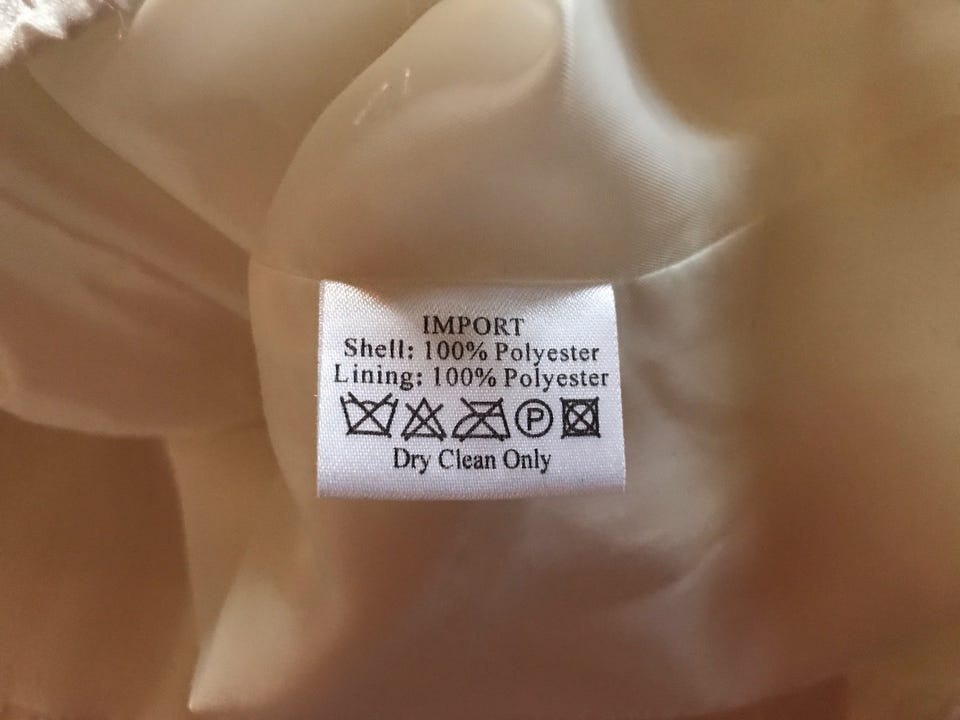 IMPORT
Shell: 100% Polyester
Lining: 100% Polyester
P
Dry Clean Only